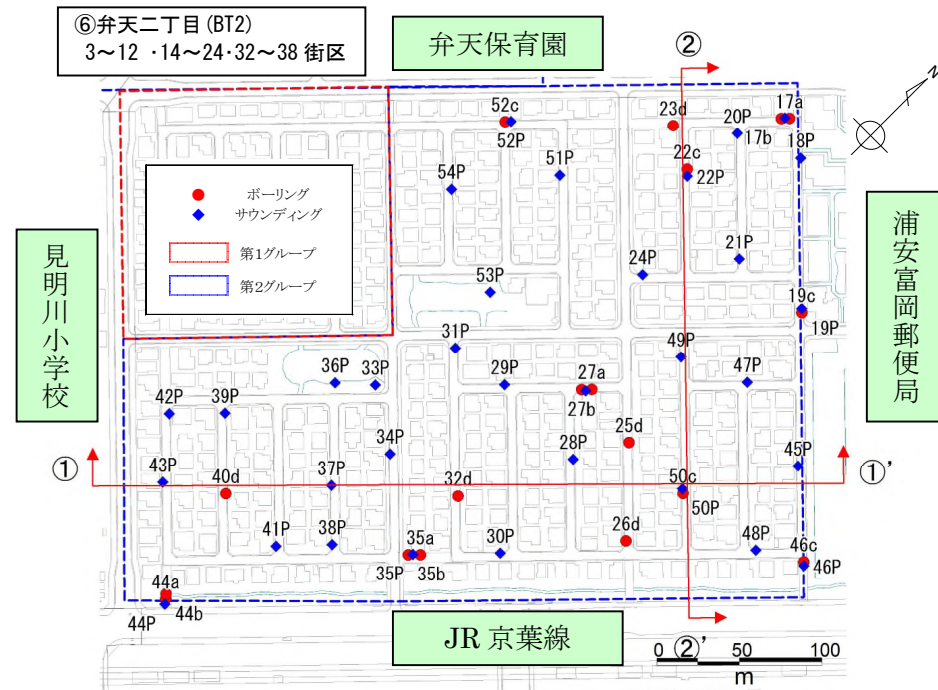 ⑥弁天二丁目(BT2)
3～12 ・14～24・32～38 街区
弁天保育園
②
N
52c
52P
23d
20P
17a
17b
18P
22c
22P
54P
51P
ボーリング
サウンディング
第1グループ
第2グループ
見明川小学校
浦安富岡郵便局
24P
21P
53P
19c
19P
31P
49P
36P
33P
29P
27a
27b
47P
42P
39P
34P
28P
25d
43P
40d
37P
32d
50c
50P
45P
①
①’
41P
38P
35a
35P
35b
30P
26d
48P
46c
46P
44a
44b
44P
JR 京葉線
②’
0
50
100
m